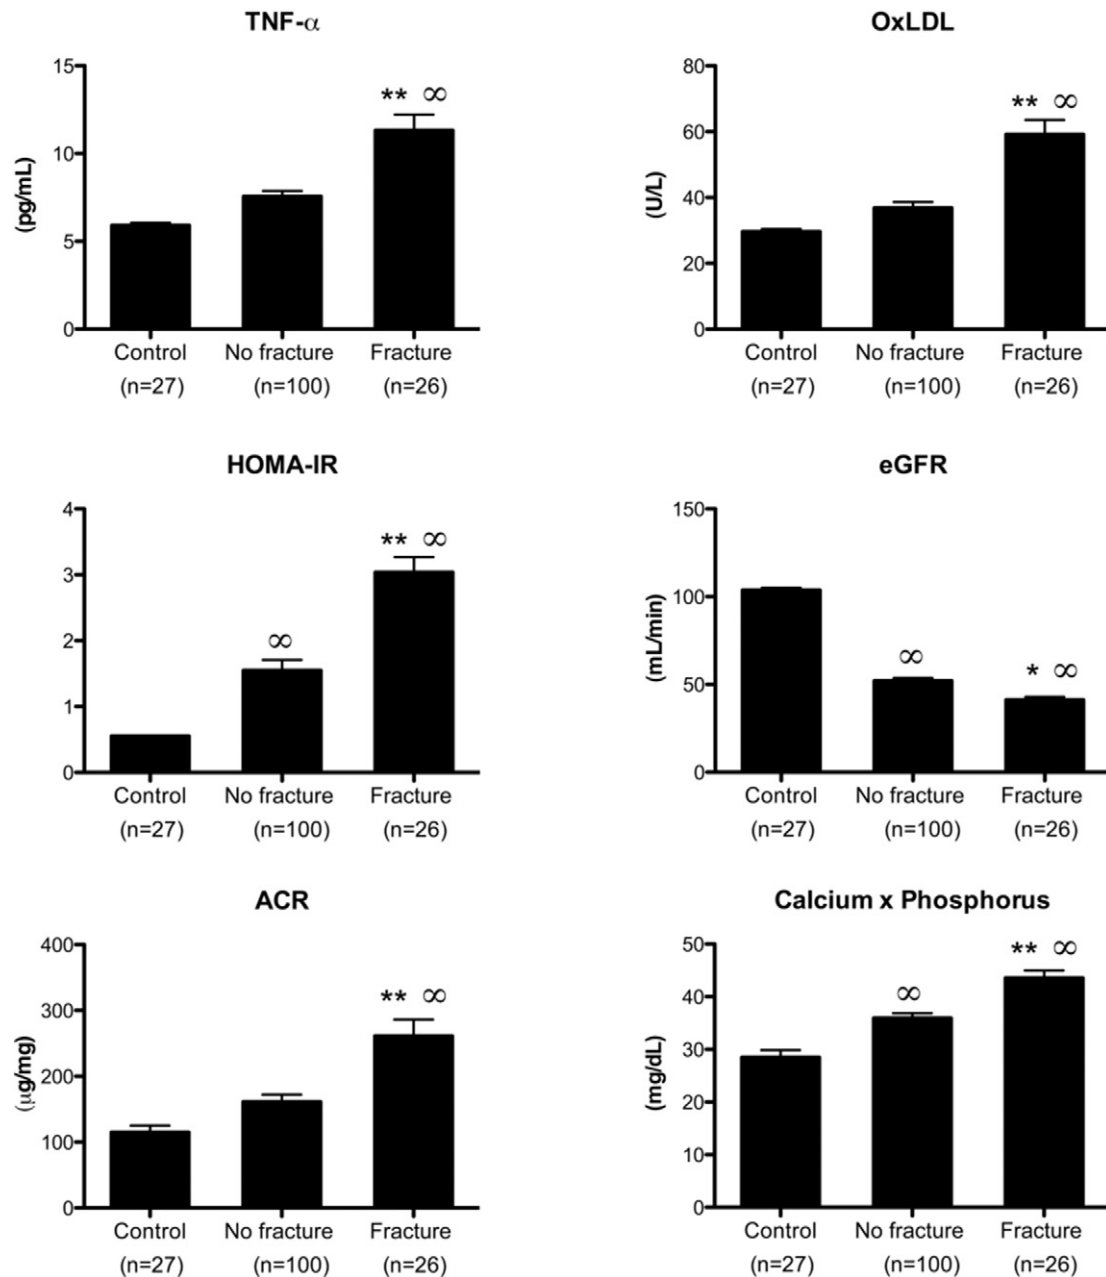 TNF-α
(pg/mL)
15
10
5
0
** ∞
Control No fracture Fracture
(n=27) (n=100) (n=26)
OxLDL
(U/L)
80
60
40
20
0
** ∞
Control No fracture Fracture
(n=27) (n=100) (n=26)
HOMA-IR
4
3
2
1
0
** ∞
∞
Control No fracture Fracture
(n=27) (n=100) (n=26)
eGFR
(mL/min)
150
100
50
0
∞
* ∞
Control No fracture Fracture
(n=27) (n=100) (n=26)
ACR
(μg/mg)
400
300
200
100
0
** ∞
Control No fracture Fracture
(n=27) (n=100) (n=26)
Calcium x Phosphorus
(mg/dL)
50
40
30
20
10
0
** ∞
∞
Control No fracture Fracture
(n=27) (n=100) (n=26)